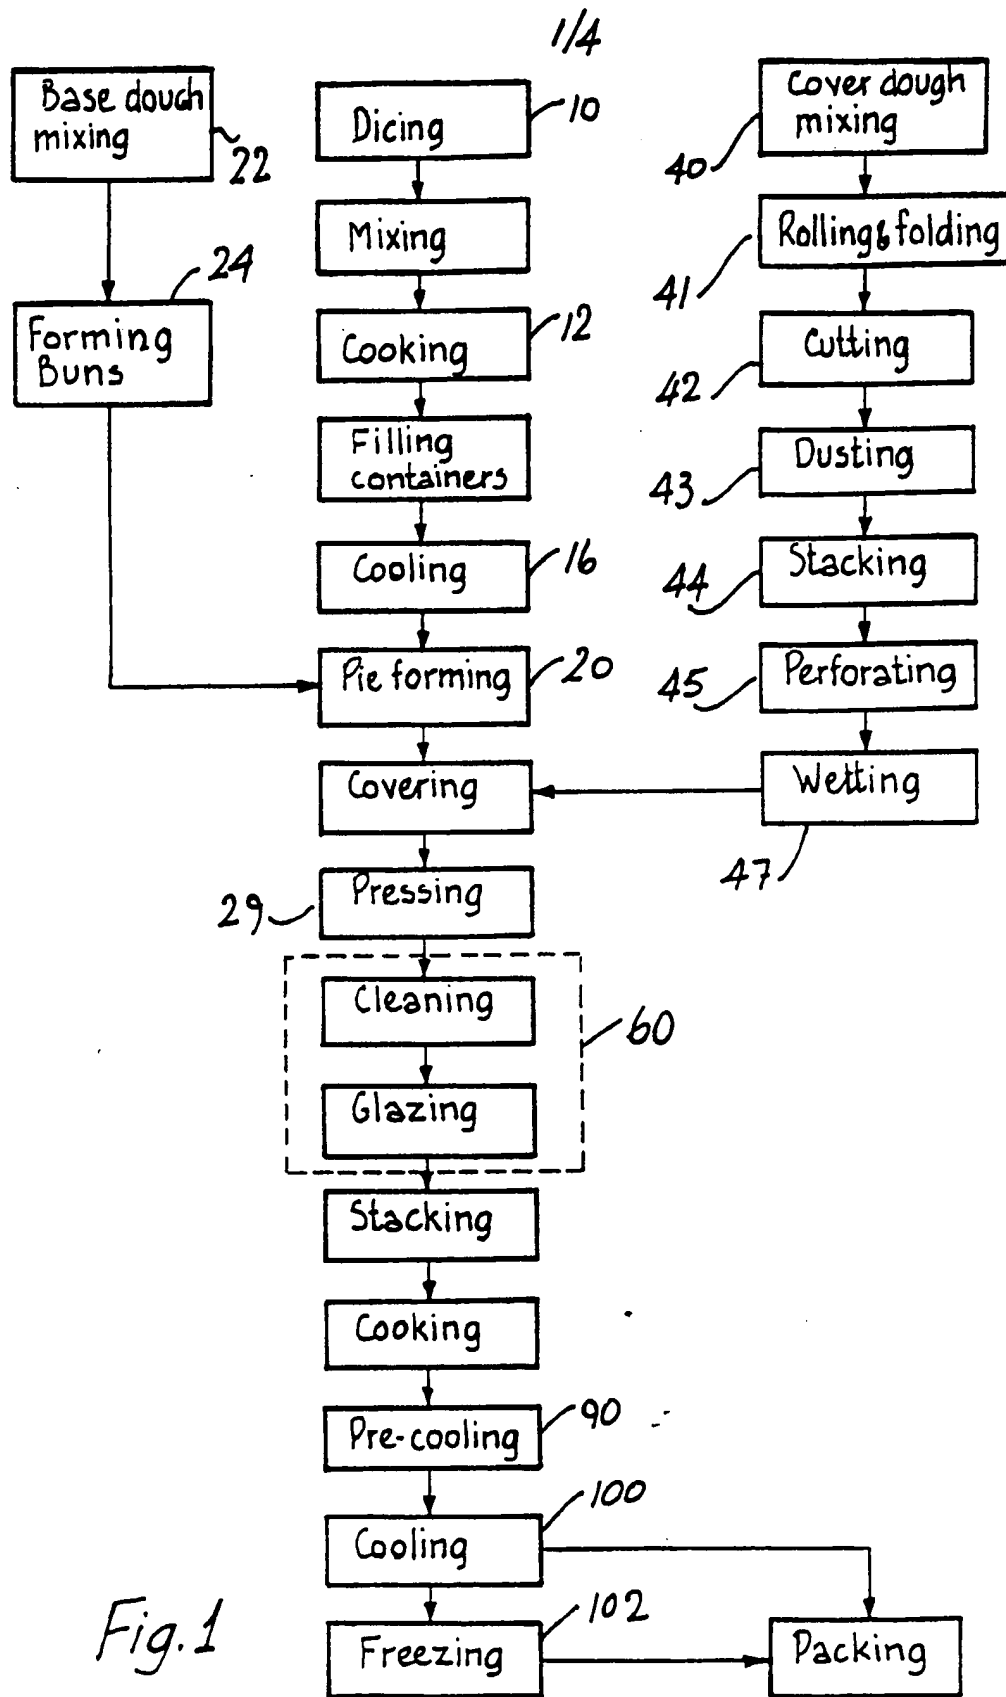 1/4
Base dough
mixing
22
24
Forming
Buns
Dicing
10
Mixing
Cooking
12
Filling
containers
Cooling
16
Pie forming
20
Covering
Pressing
29
Cleaning
Glazing
60
Stacking
Cooking
Pre-cooling
90
Cooling
100
Freezing
102
Packing
Cover dough
mixing
40
Rolling & folding
41
Cutting
42
Dusting
43
Stacking
44
Perforating
45
Wetting
47
Fig.1